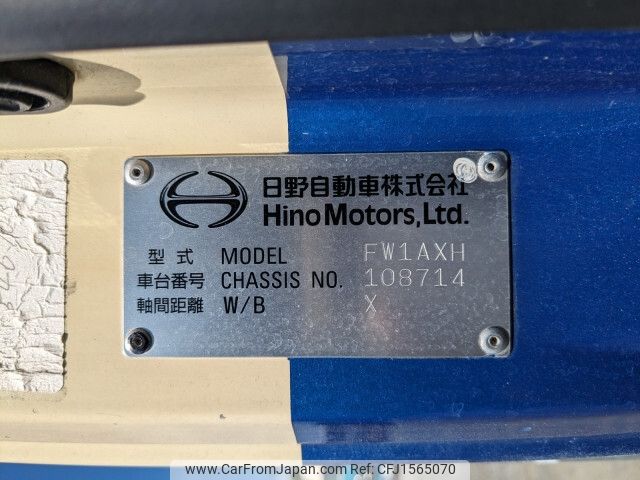 日野自動車株式会社
Hino Motors, Ltd.
型式 MODEL FW1AXH
車台番号 CHASSIS NO. 108714
軸間距離 W/B X
www.CarFromJapan.com | CFJ1565070